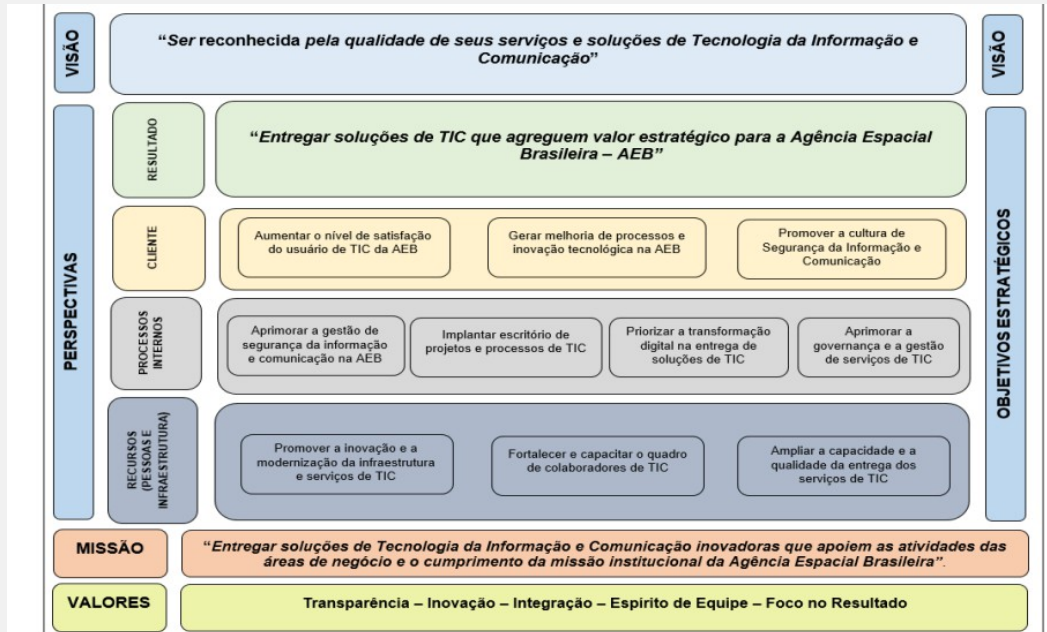 VISÃO
“Ser reconhecida pela qualidade de seus serviços e soluções de Tecnologia da Informação e
Comunicação”
VISÃO
PERSPECTIVAS
RESULTADO
“Entregar soluções de TIC que agreguem valor estratégico para a Agência Espacial
Brasileira – AEB”
OBJETIVOS ESTRATÉGICOS
CLIENTE
Aumentar o nível de satisfação
do usuário de TIC da AEB
Gerar melhoria de processos e
inovação tecnológica na AEB
Promover a cultura de
Segurança da Informação e
Comunicação
PROCESSOS
INTERNOS
Aprimorar a gestão de
segurança da informação
e comunicação na AEB
Implantar escritório de
projetos e processos de TIC
Priorizar a transformação
digital na entrega de
soluções de TIC
Aprimorar a
governança e a gestão
de serviços de TIC
RECURSOS
(PESSOAS E
INFRAESTRUTURA)
Promover a inovação e a
modernização da infraestrutura
e serviços de TIC
Fortalecer e capacitar o quadro
de colaboradores de TIC
Ampliar a capacidade e a
qualidade da entrega dos
serviços de TIC
MISSÃO
“Entregar soluções de Tecnologia da Informação e Comunicação inovadoras que apoiem as atividades das
áreas de negócio e o cumprimento da missão institucional da Agência Espacial Brasileira”.
VALORES
Transparência – Inovação – Integração – Espírito de Equipe – Foco no Resultado